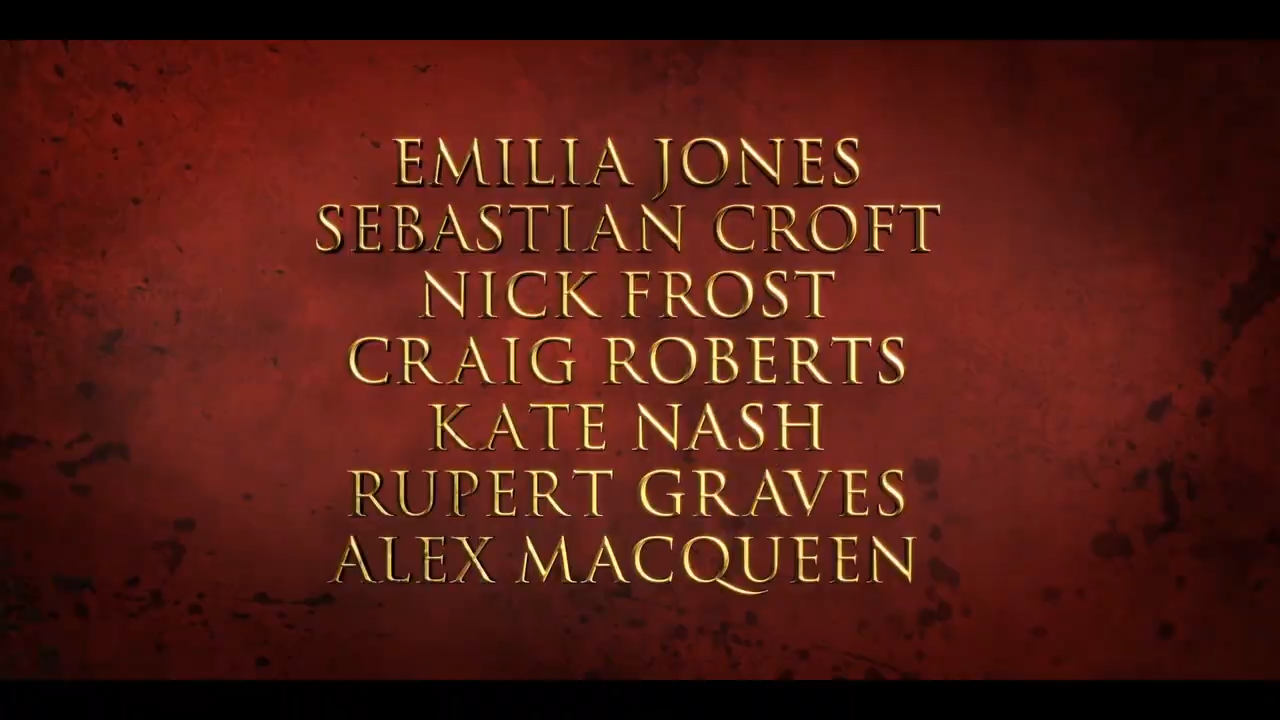 EMILIA JONES
SEBASTIAN CROFT
NICK FROST
CRAIG ROBERTS
KATE NASH
RUPERT GRAVES
ALEX MACQUEEN